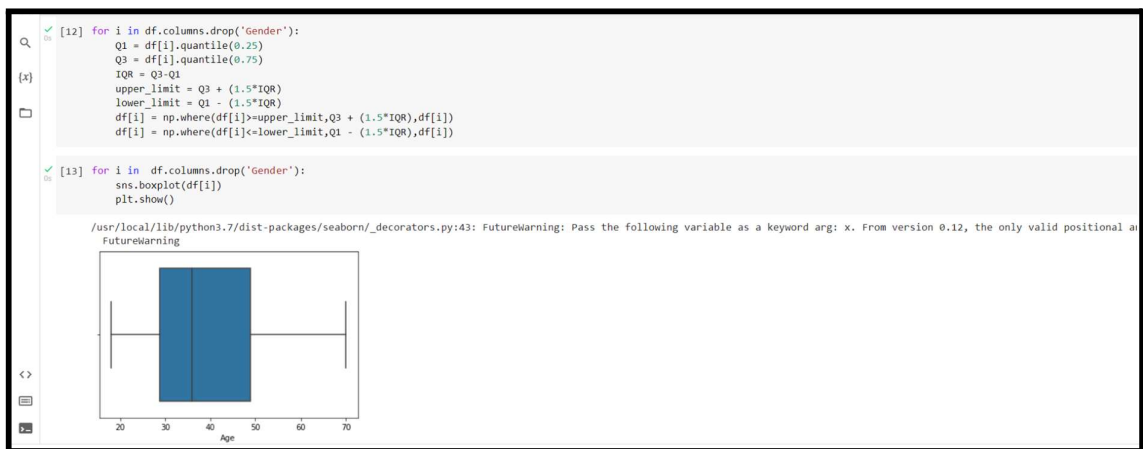 [12] for i in df.columns.drop('Gender'):
Q1 = df[i].quantile(0.25)
Q3 = df[i].quantile(0.75)
IQR = Q3-Q1
upper_limit = Q3 + (1.5*IQR)
lower_limit = Q1 - (1.5*IQR)
df[i] = np.where(df[i]>=upper_limit,Q3 + (1.5*IQR),df[i])
df[i] = np.where(df[i]<=lower_limit,Q1 - (1.5*IQR),df[i])
0s
{x}
[13] for i in  df.columns.drop('Gender'):
sns.boxplot(df[i])
plt.show()
0s
/usr/local/lib/python3.7/dist-packages/seaborn/_decorators.py:43: FutureWarning: Pass the following variable as a keyword arg: x. From version 0.12, the only valid positional
FutureWarning
20 30 40 50 60 70
Age